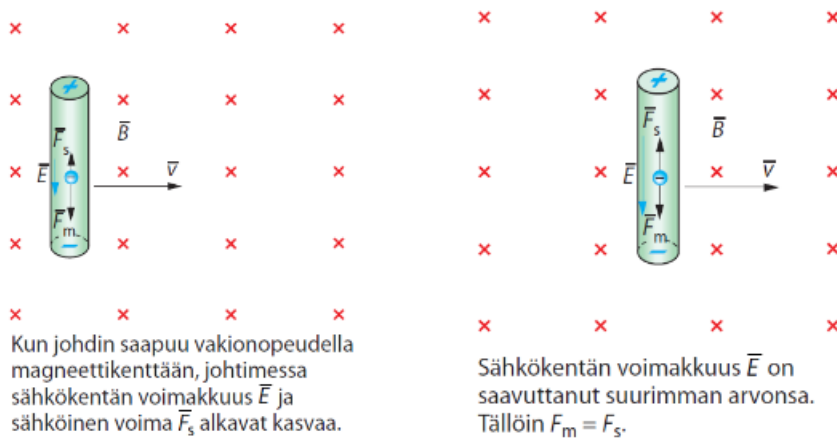 +
B̅
F̅s
E̅
v̅
F̅m
−
Kun johdin saapuu vakionopeudella
magneettikenttään, johtimessa
sähkökentän voimakkuus E̅ ja
sähköinen voima F̅s alkavat kasvaa.
+
F̅s
B̅
E̅
v̅
F̅m
−
Sähkökentän voimakkuus E̅ on
saavuttanut suurimman arvonsa.
Tällöin Fm = Fs.